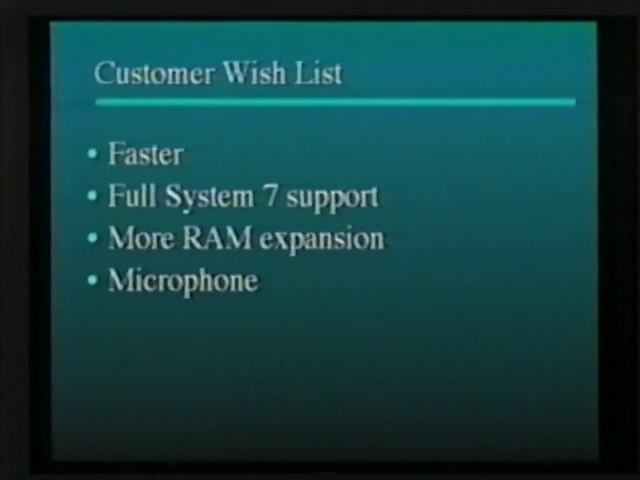 Customer Wish List
• Faster
• Full System 7 support
• More RAM expansion
• Microphone